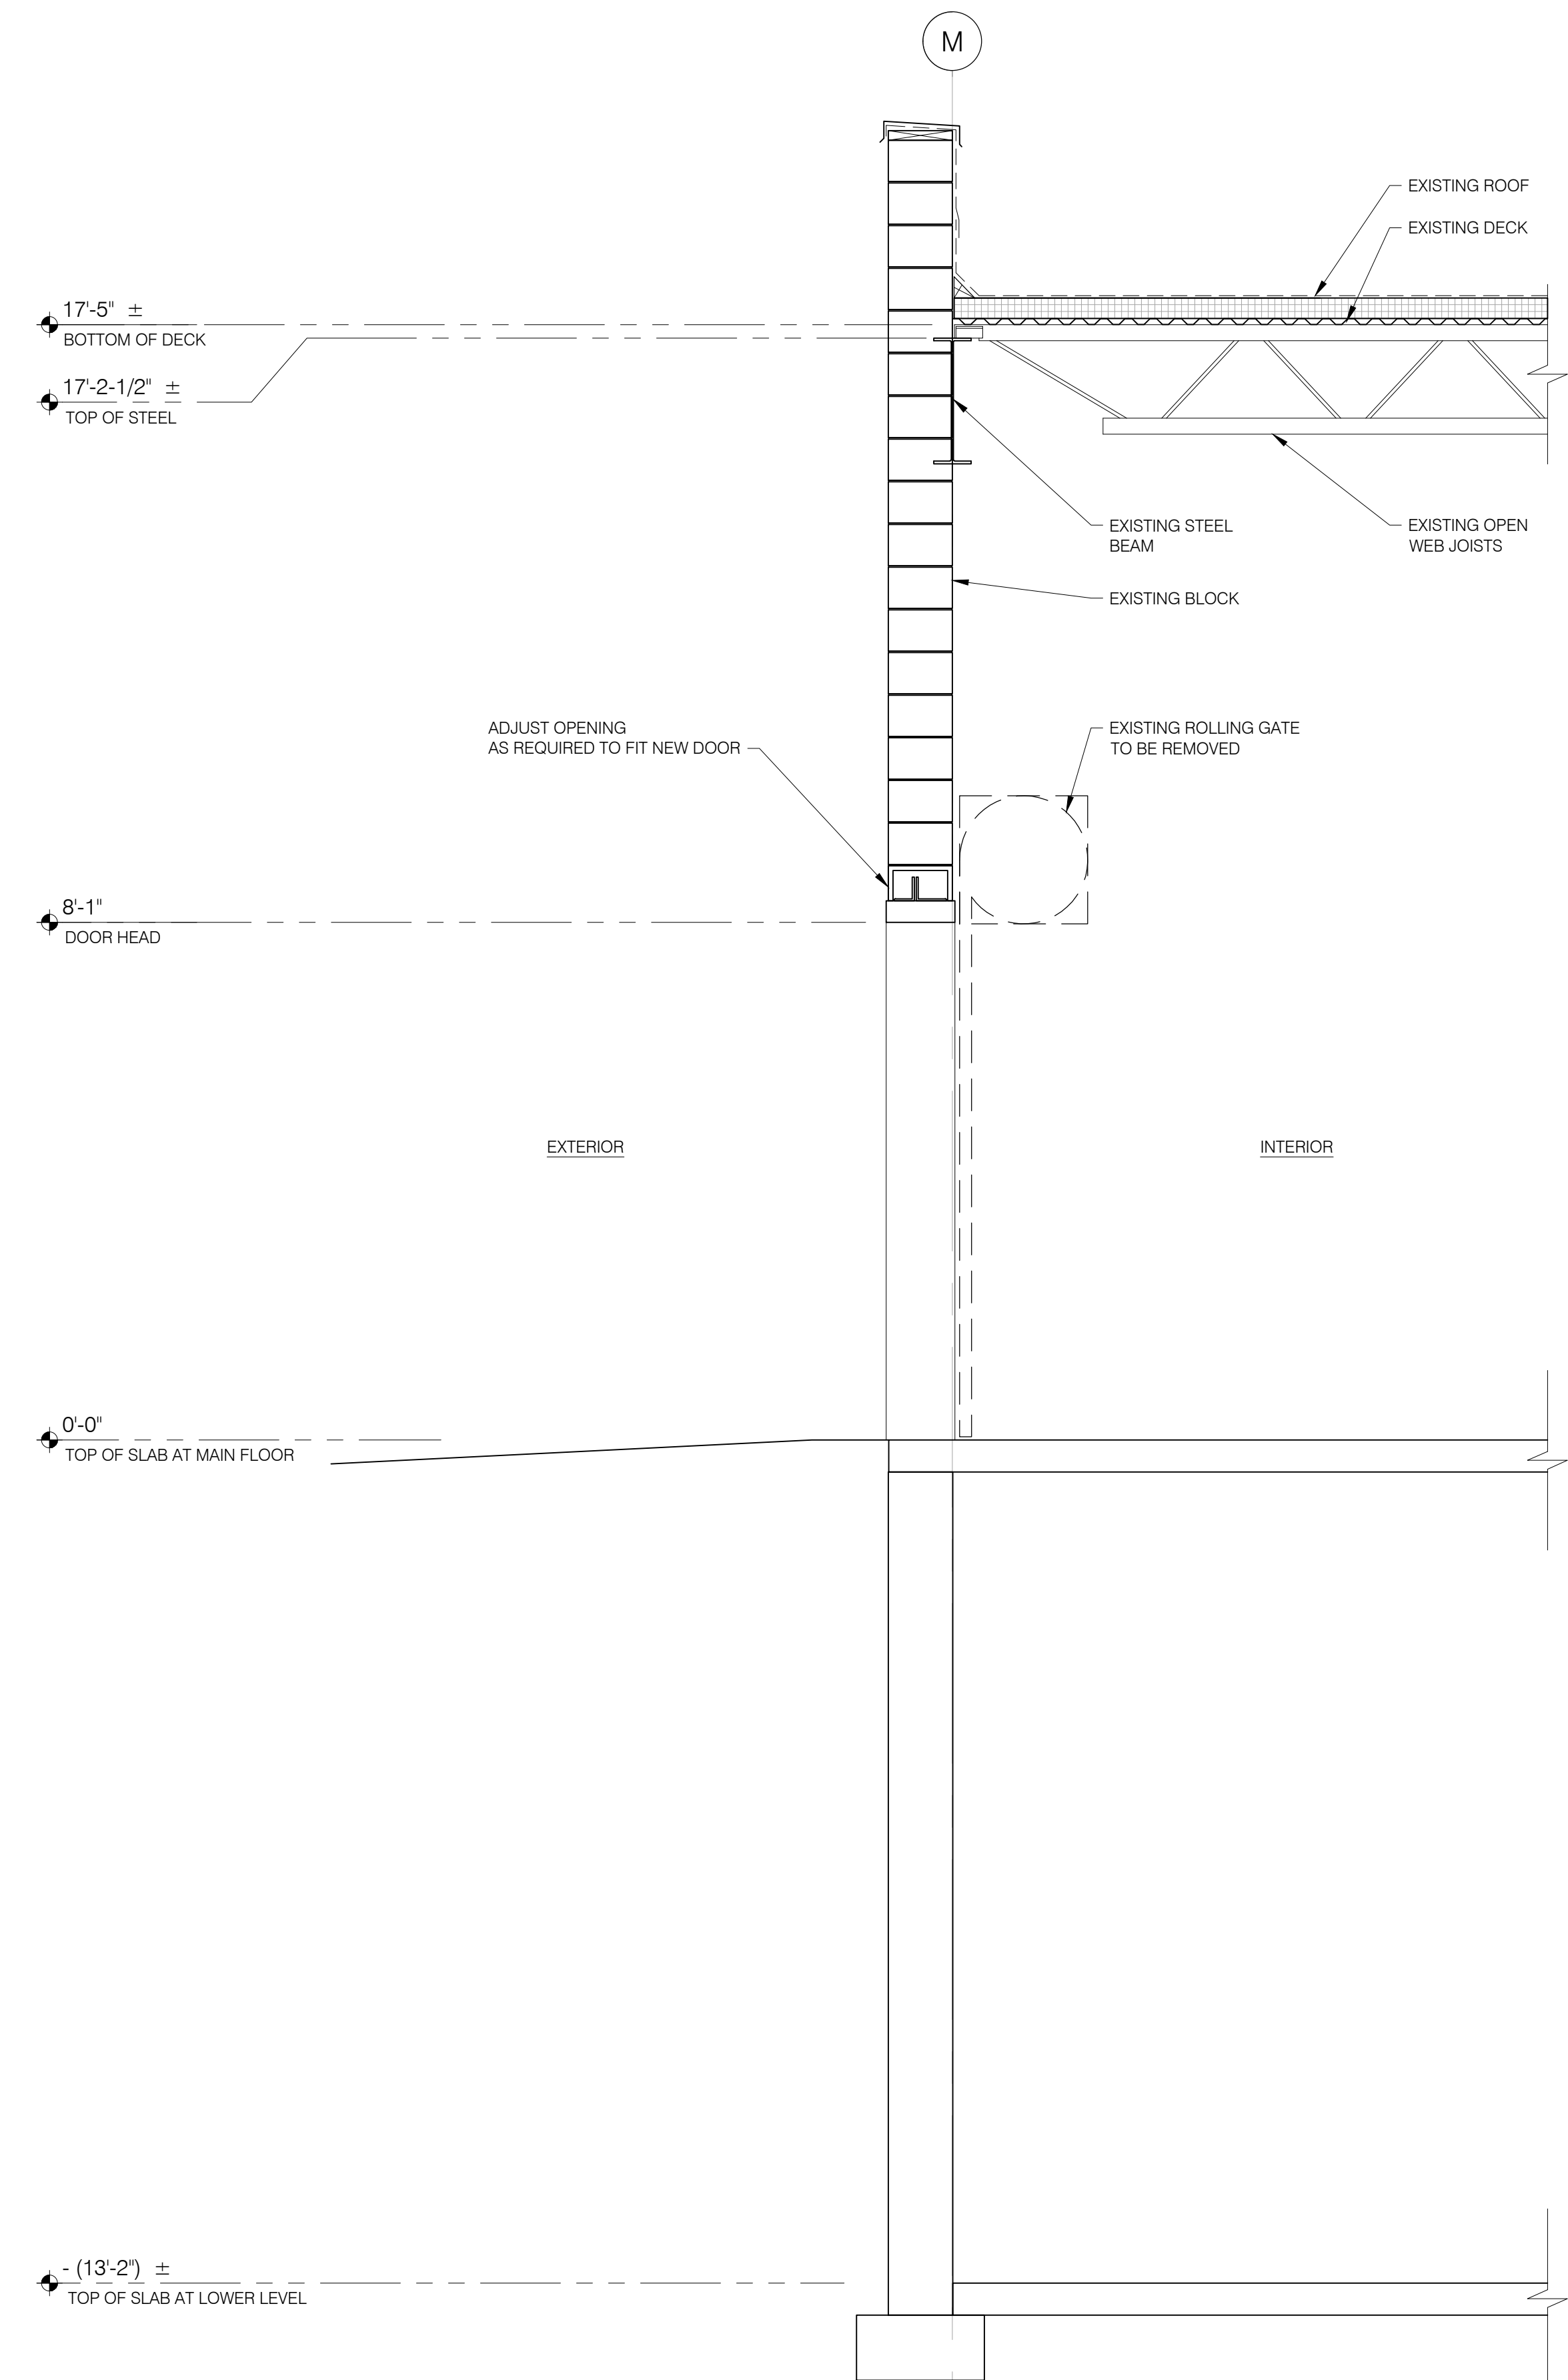 M
EXISTING ROOF
EXISTING DECK
17'-5" ±
BOTTOM OF DECK
17'-2-1/2" ±
TOP OF STEEL
EXISTING STEEL
BEAM
EXISTING OPEN
WEB JOISTS
EXISTING BLOCK
ADJUST OPENING
AS REQUIRED TO FIT NEW DOOR
EXISTING ROLLING GATE
TO BE REMOVED
8'-1"
DOOR HEAD
EXTERIOR
INTERIOR
0'-0"
TOP OF SLAB AT MAIN FLOOR
- (13'-2") ±
TOP OF SLAB AT LOWER LEVEL